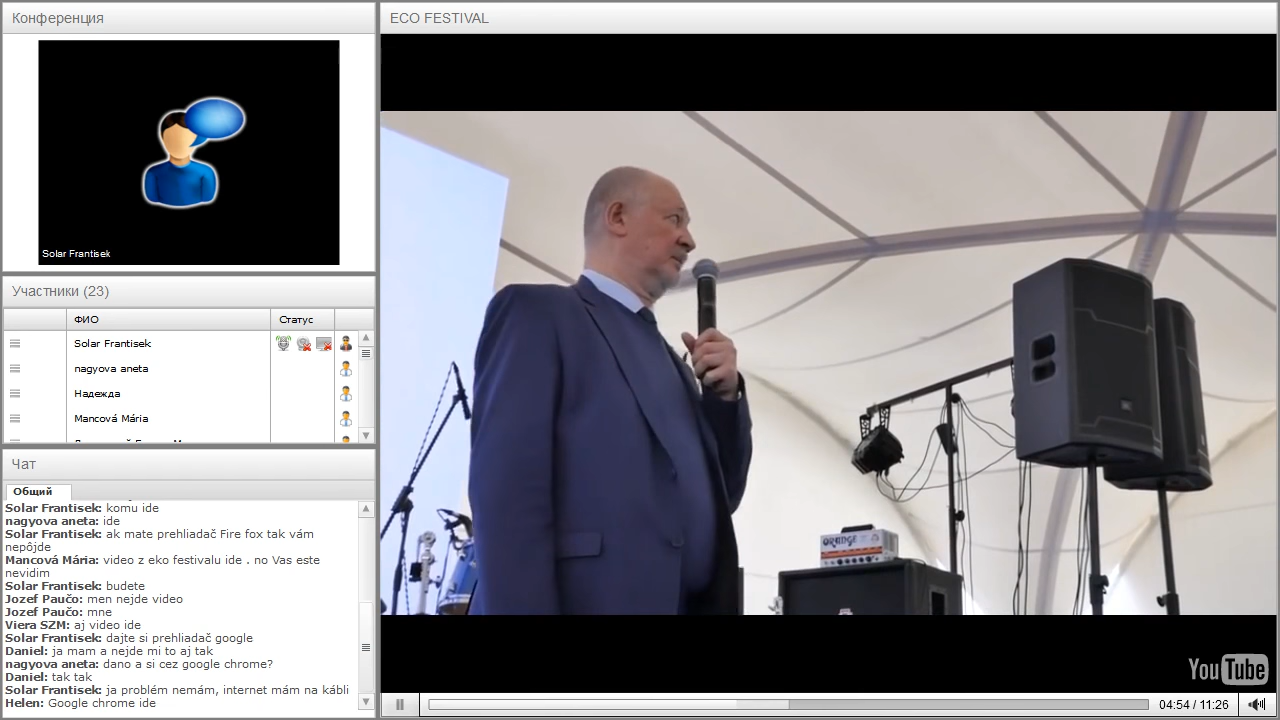 Конференция
Solar Frantisek
Участники (23)
ФИО Статус
Solar Frantisek
nagyova aneta
Надежда
Mancová Mária
Чат
Общий
Solar Frantisek: komu ide
nagyova aneta: ide
Solar Frantisek: ak mate prehliadač Fire fox tak vám
nepôjde
Mancová Mária: video z eko festivalu ide . no Vas este
nevidim
Solar Frantisek: budete
Jozef Paučo: men nejde video
Jozef Paučo: mne
Viera SZM: aj video ide
Solar Frantisek: dajte si prehliadač google
Daniel: ja mam a nejde mi to aj tak
nagyova aneta: dano a si cez google chrome?
Daniel: tak tak
Solar Frantisek: ja problém nemám, internet mám na kábli
Helen: Google chrome ide
ECO FESTIVAL
ORANGE
JBL
YouTube
04:54 / 11:26